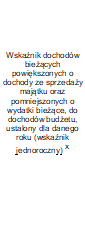 Wskaźnik dochodów
bieżących
powiększonych o
dochody ze sprzedaży
majątku oraz
pomniejszonych o
wydatki bieżące, do
dochodów budżetu,
ustalony dla danego
roku (wskaźnik
jednoroczny) x